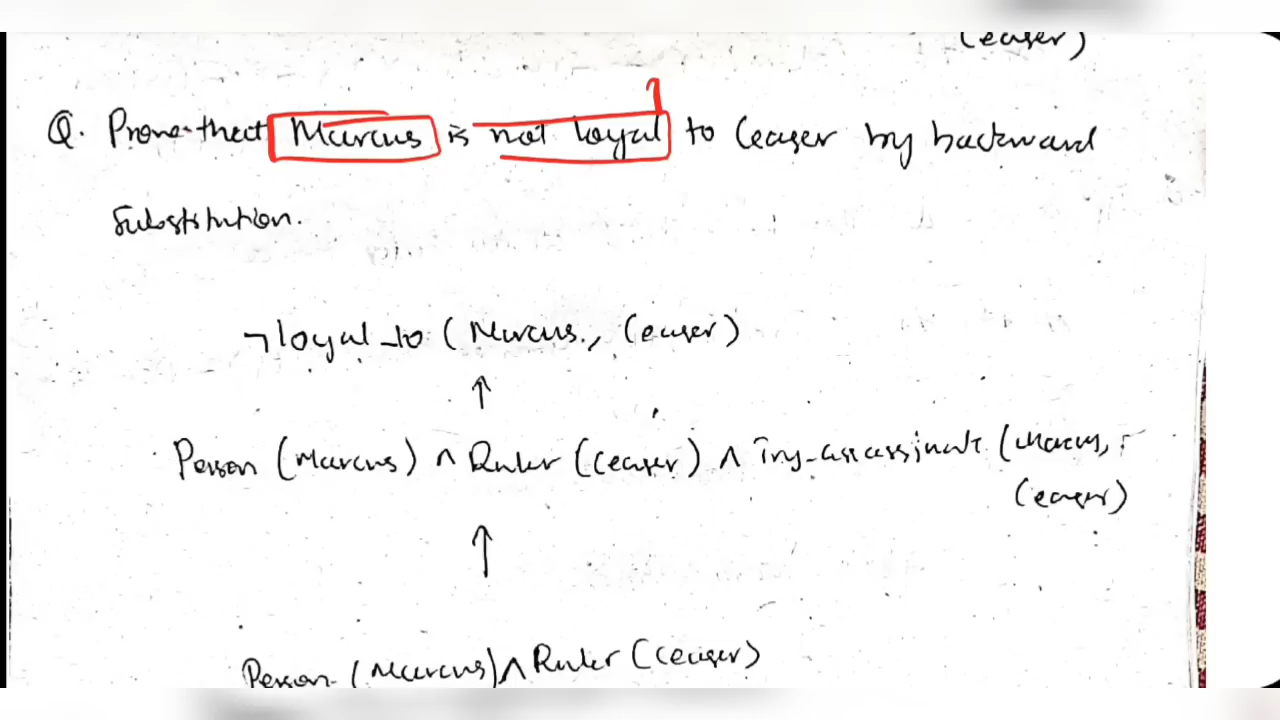 (easer)
Q. Prove that Marcus is not loyal to Ceaser by backward
Substitution.
¬loyal_to (Marcus, Ceaser)
↑
Person (Marcus) ∧ Ruler (Ceaser) ∧ Try_assassinate (Marcus,
Ceaser)
↑
Person (Marcus) ∧ Ruler (Ceaser)